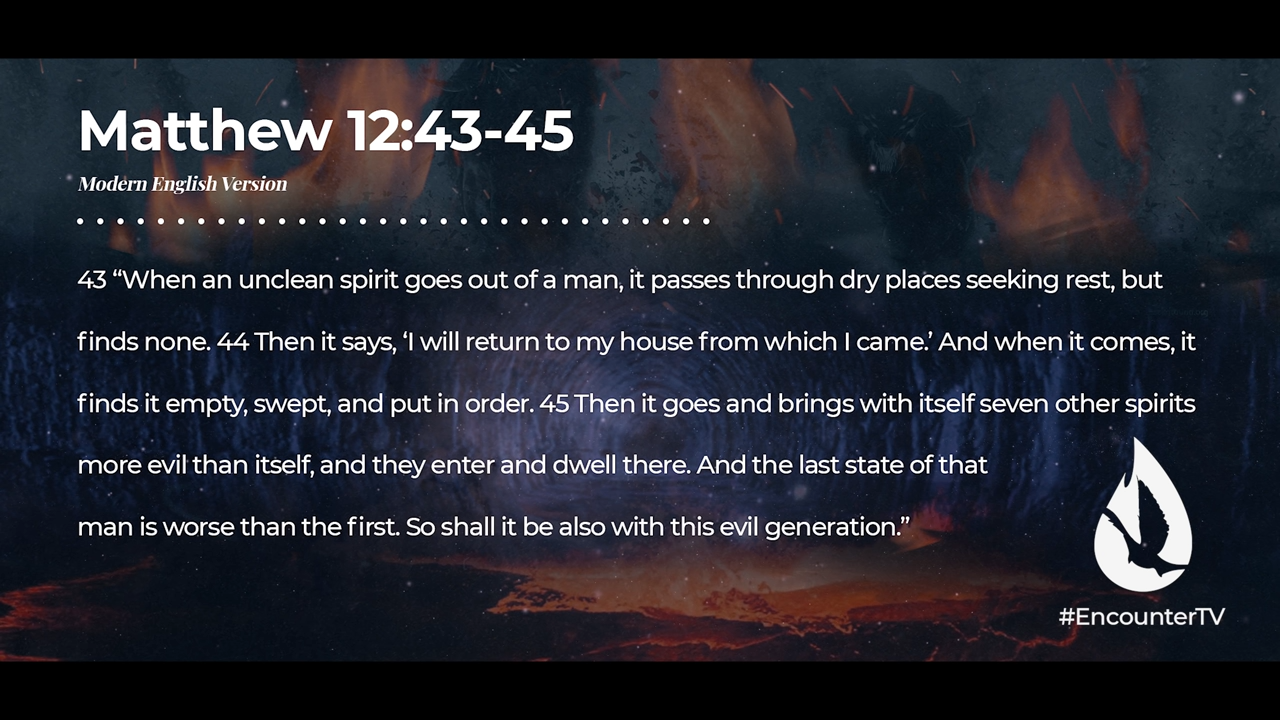 Matthew 12:43-45
Modern English Version
43 “When an unclean spirit goes out of a man, it passes through dry places seeking rest, but
finds none. 44 Then it says, ‘I will return to my house from which I came.’ And when it comes, it
finds it empty, swept, and put in order. 45 Then it goes and brings with itself seven other spirits
more evil than itself, and they enter and dwell there. And the last state of that
man is worse than the first. So shall it be also with this evil generation.”
#EncounterTV